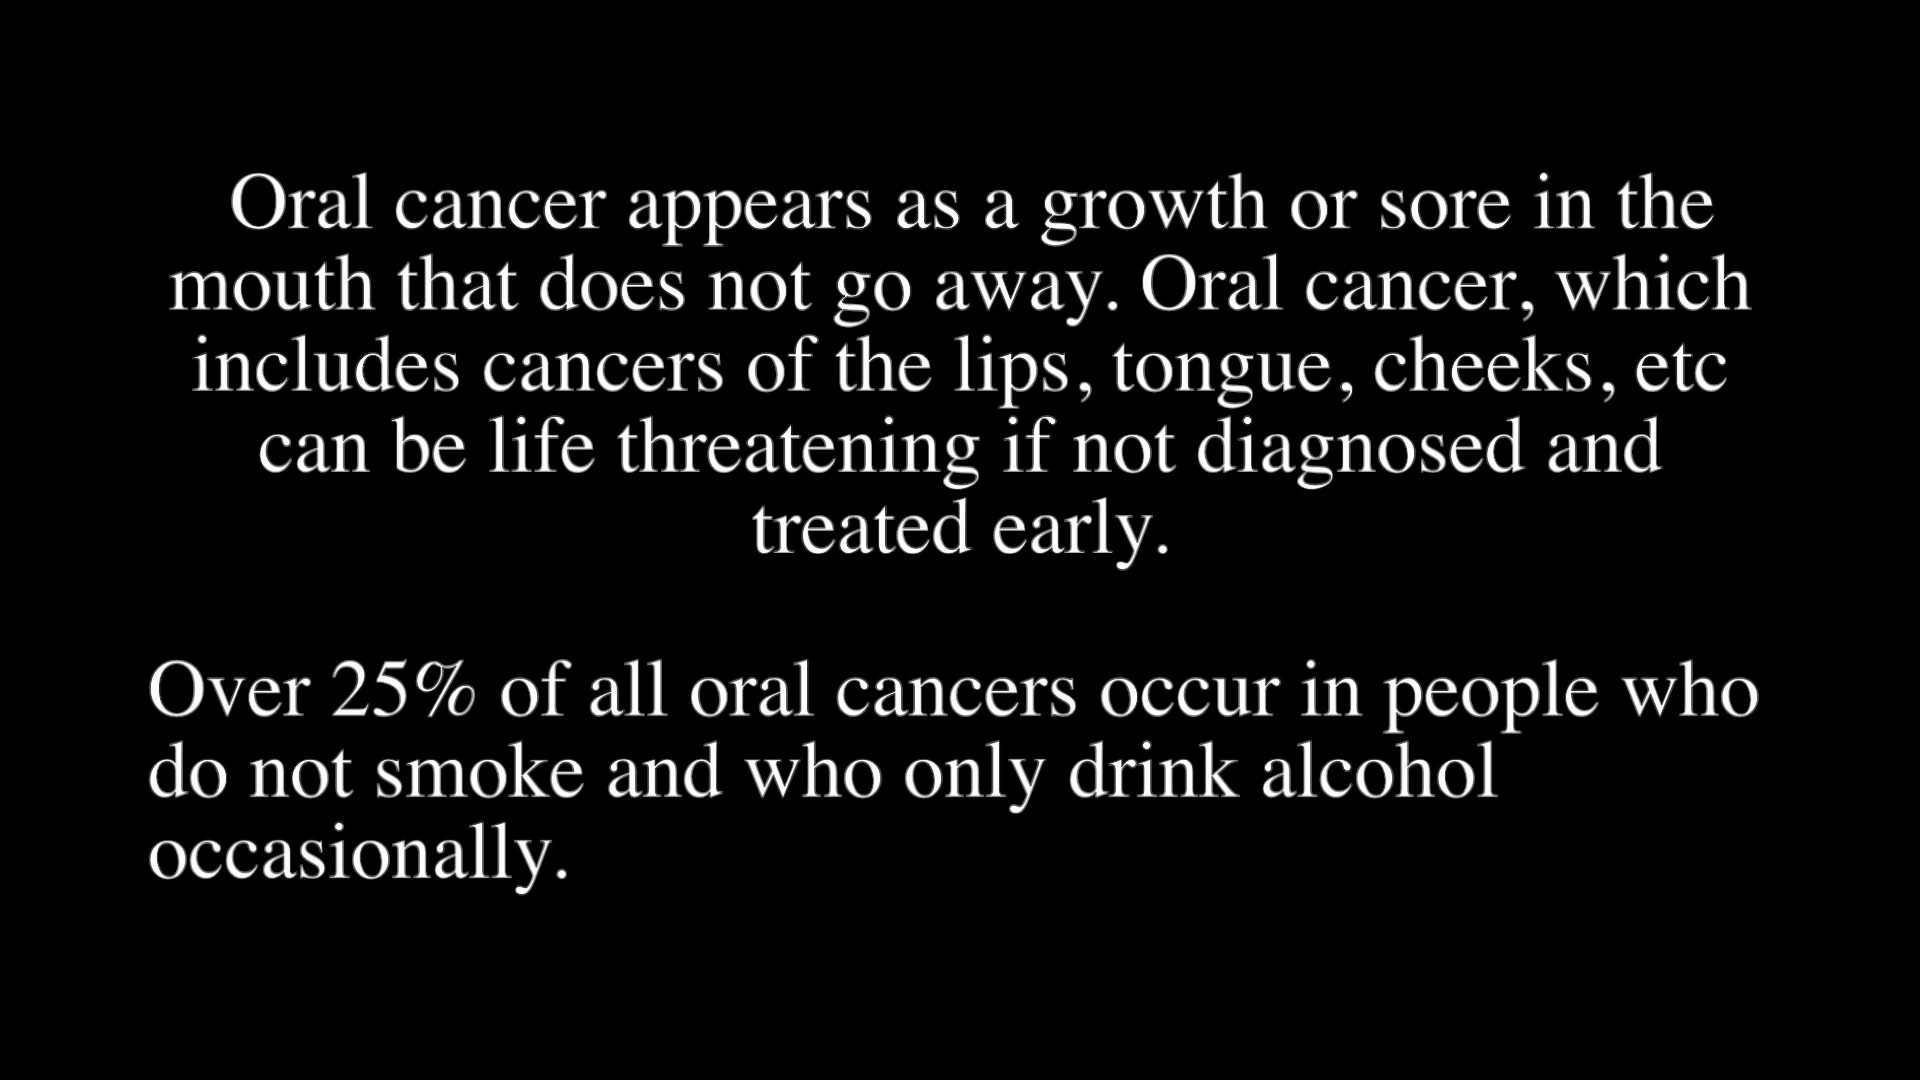 Oral cancer appears as a growth or sore in the
mouth that does not go away. Oral cancer, which
includes cancers of the lips, tongue, cheeks, etc
can be life threatening if not diagnosed and
treated early.
Over 25% of all oral cancers occur in people who
do not smoke and who only drink alcohol
occasionally.